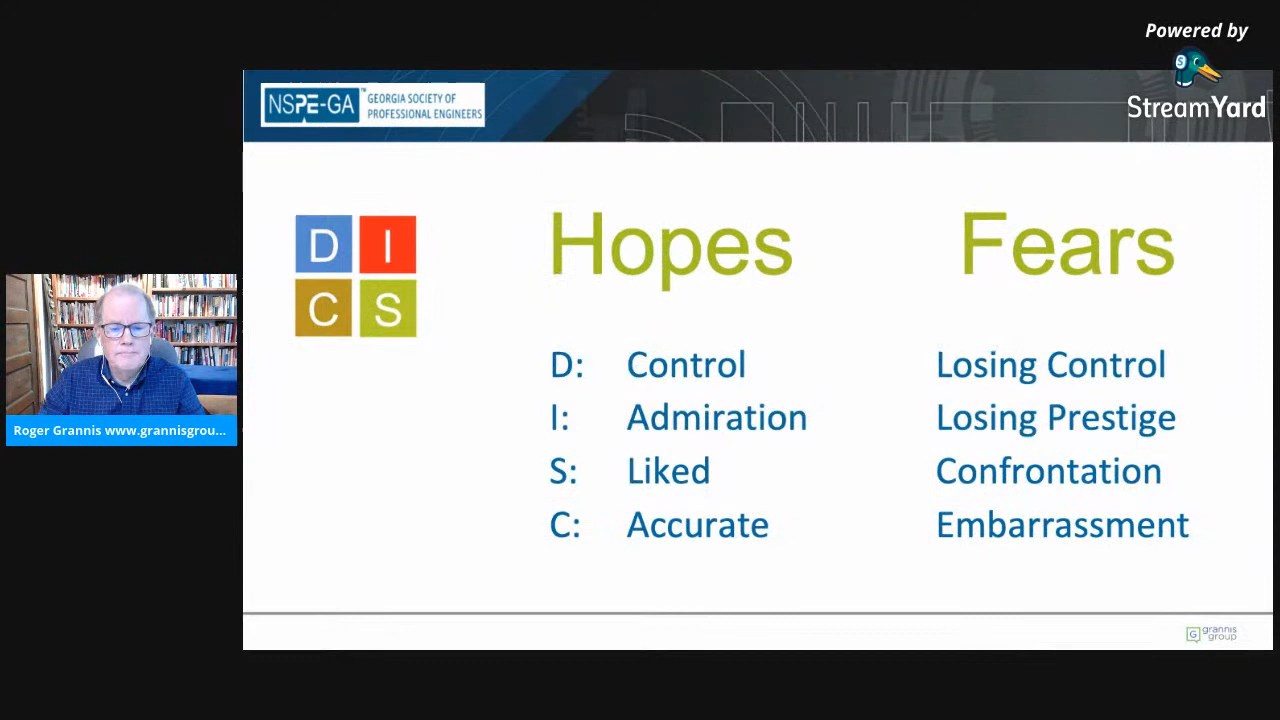 Powered by
StreamYard
NSPE-GA™ GEORGIA SOCIETY OF
PROFESSIONAL ENGINEERS
D I
C S
Hopes Fears
D: Control Losing Control
I: Admiration Losing Prestige
S: Liked Confrontation
C: Accurate Embarrassment
Roger Grannis www.grannisgrou...
G grannis
group